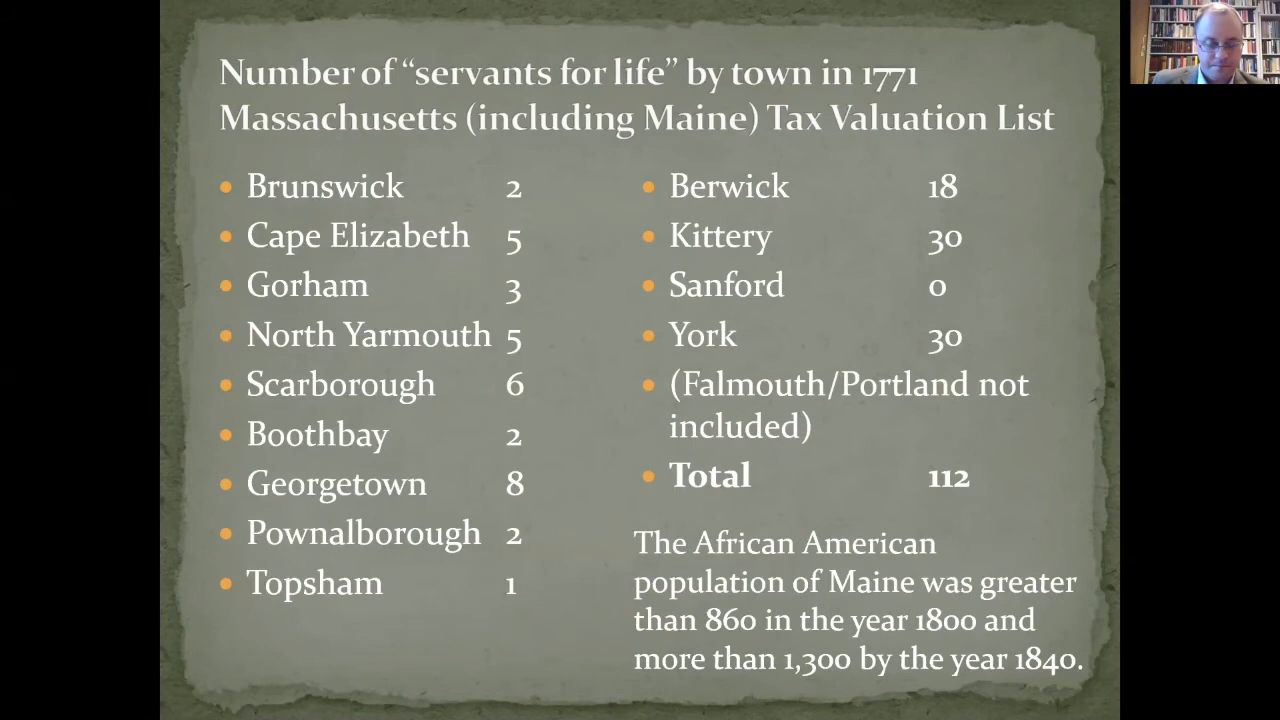 Number of “servants for life” by town in 1771
Massachusetts (including Maine) Tax Valuation List
• Brunswick 2
• Cape Elizabeth 5
• Gorham 3
• North Yarmouth 5
• Scarborough 6
• Boothbay 2
• Georgetown 8
• Pownalborough 2
• Topsham 1
• Berwick 18
• Kittery 30
• Sanford 0
• York 30
• (Falmouth/Portland not
included)
• Total 112
The African American
population of Maine was greater
than 860 in the year 1800 and
more than 1,300 by the year 1840.